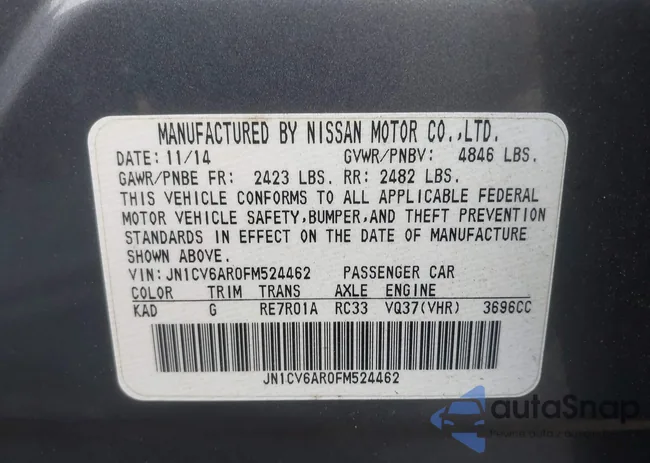 MANUFACTURED BY NISSAN MOTOR CO.,LTD.
DATE: 11/14 GVWR/PNBV: 4846 LBS.
GAWR/PNBE FR: 2423 LBS. RR: 2482 LBS.
THIS VEHICLE CONFORMS TO ALL APPLICABLE FEDERAL
MOTOR VEHICLE SAFETY,BUMPER,AND THEFT PREVENTION
STANDARDS IN EFFECT ON THE DATE OF MANUFACTURE
SHOWN ABOVE.
VIN: JN1CV6AR0FM524462 PASSENGER CAR
COLOR TRIM TRANS AXLE ENGINE
KAD G RE7R01A RC33 VQ37(VHR) 3696CC
JN1CV6AR0FM524462
autaSnap